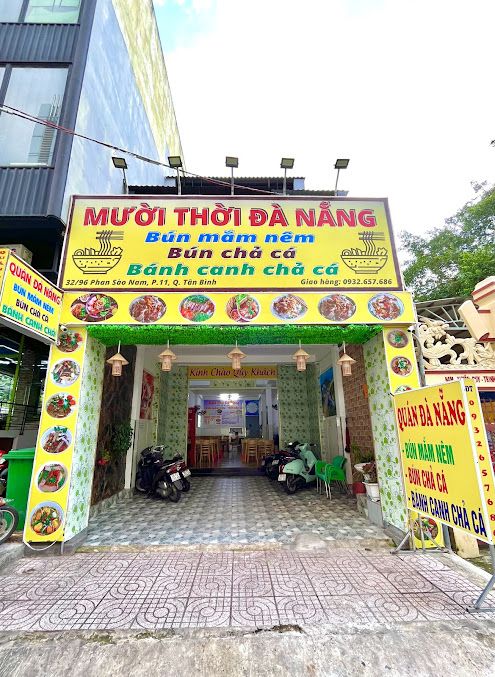 MƯỜI THỜI ĐÀ NẴNG
Bún mắm nêm
Bún chả cá
Bánh canh chả cá
32/96 Phan Sào Nam, P.11, Q. Tân Bình
Giao hàng: 0932.657.686
QUÁN ĐÀ NẴNG
BÚN MẮM NÊM
BÚN CHẢ CÁ
BÁNH CANH CHẢ
Kính Chào Quý Khách
QUÁN ĐÀ NẴNG
- BÚN MẮM NÊM
- BÚN CHẢ CÁ
- BÁNH CANH CHẢ CÁ